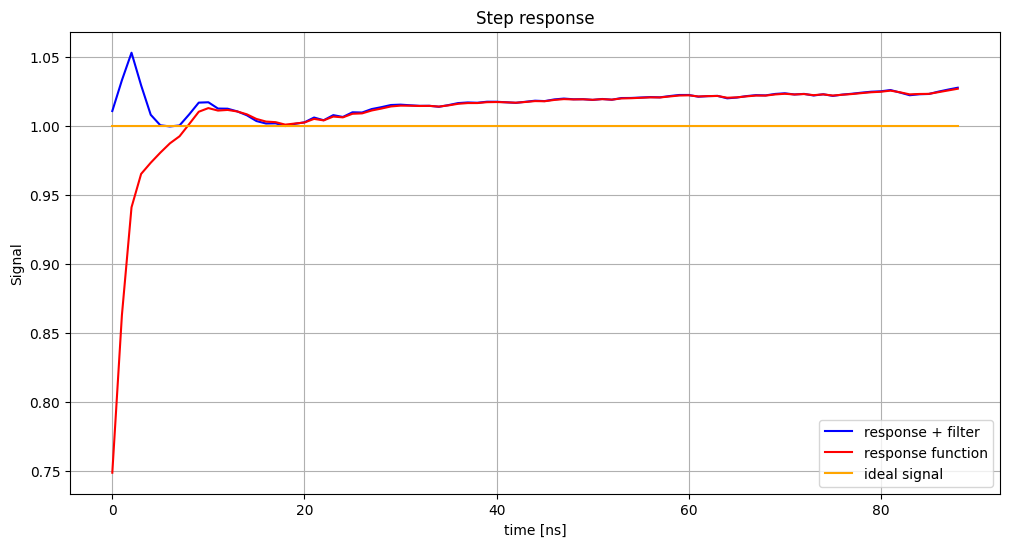 Step response
1.05
1.00
0.95
0.90
0.85
0.80
0.75
Signal
0 20 40 60 80
time [ns]
response + filter
response function
ideal signal